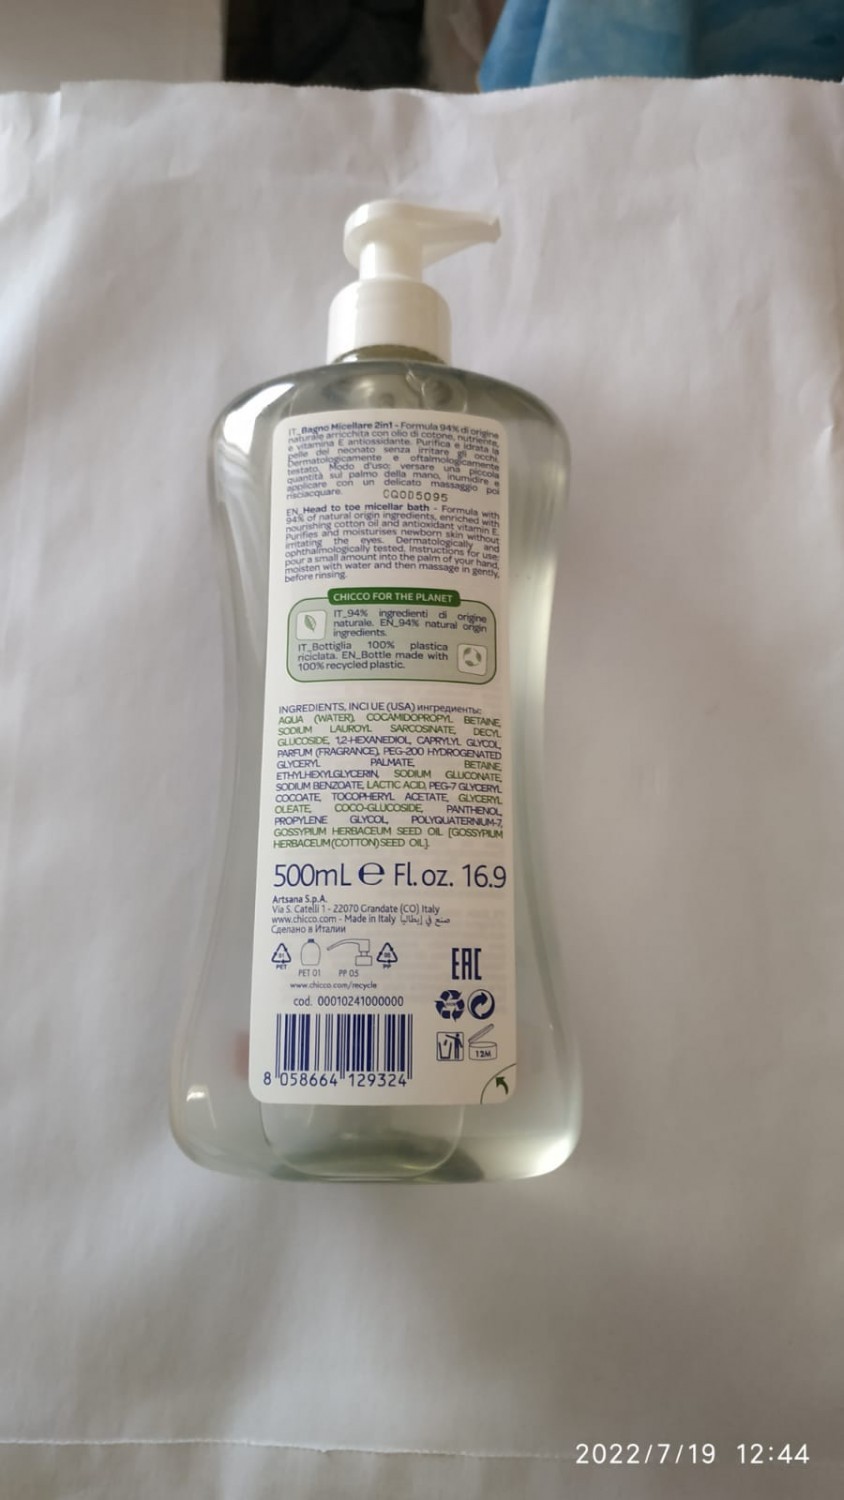 IT_Bagno Micellare 2in1 - Formula 94% di origine
naturale arricchita con olio di cotone, nutriente,
e vitamina E antiossidante. Purifica e idrata la
pelle del neonato senza irritare gli occhi.
Dermatologicamente e oftalmologicamente
testato. Modo d'uso: versare una piccola
quantità sul palmo della mano, inumidire e
applicare con un delicato massaggio poi
risciacquare.
CQ0D5095
EN_Head to toe micellar bath - Formula with
94% of natural origin ingredients, enriched with
nourishing cotton oil and antioxidant vitamin E.
Purifies and moisturises newborn skin without
irritating the eyes. Dermatologically and
ophthalmologically tested. Instructions for use:
pour a small amount into the palm of your hand,
moisten with water and then massage in gently,
before rinsing.
CHICCO FOR THE PLANET
IT_94% ingredienti di origine
naturale. EN_94% natural origin
ingredients.
IT_Bottiglia 100% plastica
riciclata. EN_Bottle made with
100% recycled plastic.
INGREDIENTS, INCI UE (USA) ингредиенты:
AQUA (WATER), COCAMIDOPROPYL BETAINE,
SODIUM LAUROYL SARCOSINATE, DECYL
GLUCOSIDE, 1,2-HEXANEDIOL, CAPRYLYL GLYCOL,
PARFUM (FRAGRANCE), PEG-200 HYDROGENATED
GLYCERYL PALMATE, BETAINE,
ETHYLHEXYLGLYCERIN, SODIUM GLUCONATE,
SODIUM BENZOATE, LACTIC ACID, PEG-7 GLYCERYL
COCOATE, TOCOPHERYL ACETATE, GLYCERYL
OLEATE, COCO-GLUCOSIDE, PANTHENOL,
PROPYLENE GLYCOL, POLYQUATERNIUM-7,
GOSSYPIUM HERBACEUM SEED OIL [GOSSYPIUM
HERBACEUM (COTTON) SEED OIL].
500mL e Fl. oz. 16.9
Artsana S.p.A.
Via S. Catelli 1 - 22070 Grandate (CO) Italy
www.chicco.com - Made in Italy صنع في إيطاليا
Сделано в Италии
01 PET
PET 01
PP 05
05 PP
EAC
www.chicco.com/recycle
cod. 00010241000000
12M
8 058664 129324
2022/7/19 12:44